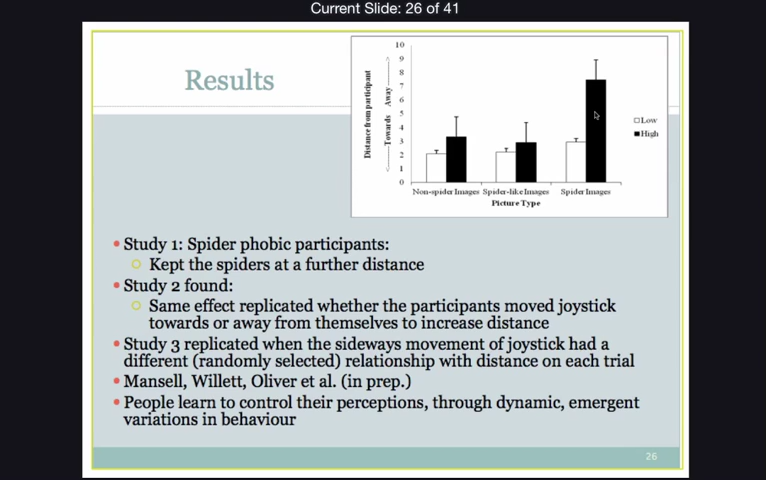 Current Slide: 26 of 41
Results
10
9
8
7
6
5
4
3
2
1
0
Distance from participant
<------Towards Away------>
Low
High
Non-spider Images Spider-like Images Spider Images
Picture Type
Study 1: Spider phobic participants:
Kept the spiders at a further distance
Study 2 found:
Same effect replicated whether the participants moved joystick
towards or away from themselves to increase distance
Study 3 replicated when the sideways movement of joystick had a
different (randomly selected) relationship with distance on each trial
Mansell, Willett, Oliver et al. (in prep.)
People learn to control their perceptions, through dynamic, emergent
variations in behaviour
26